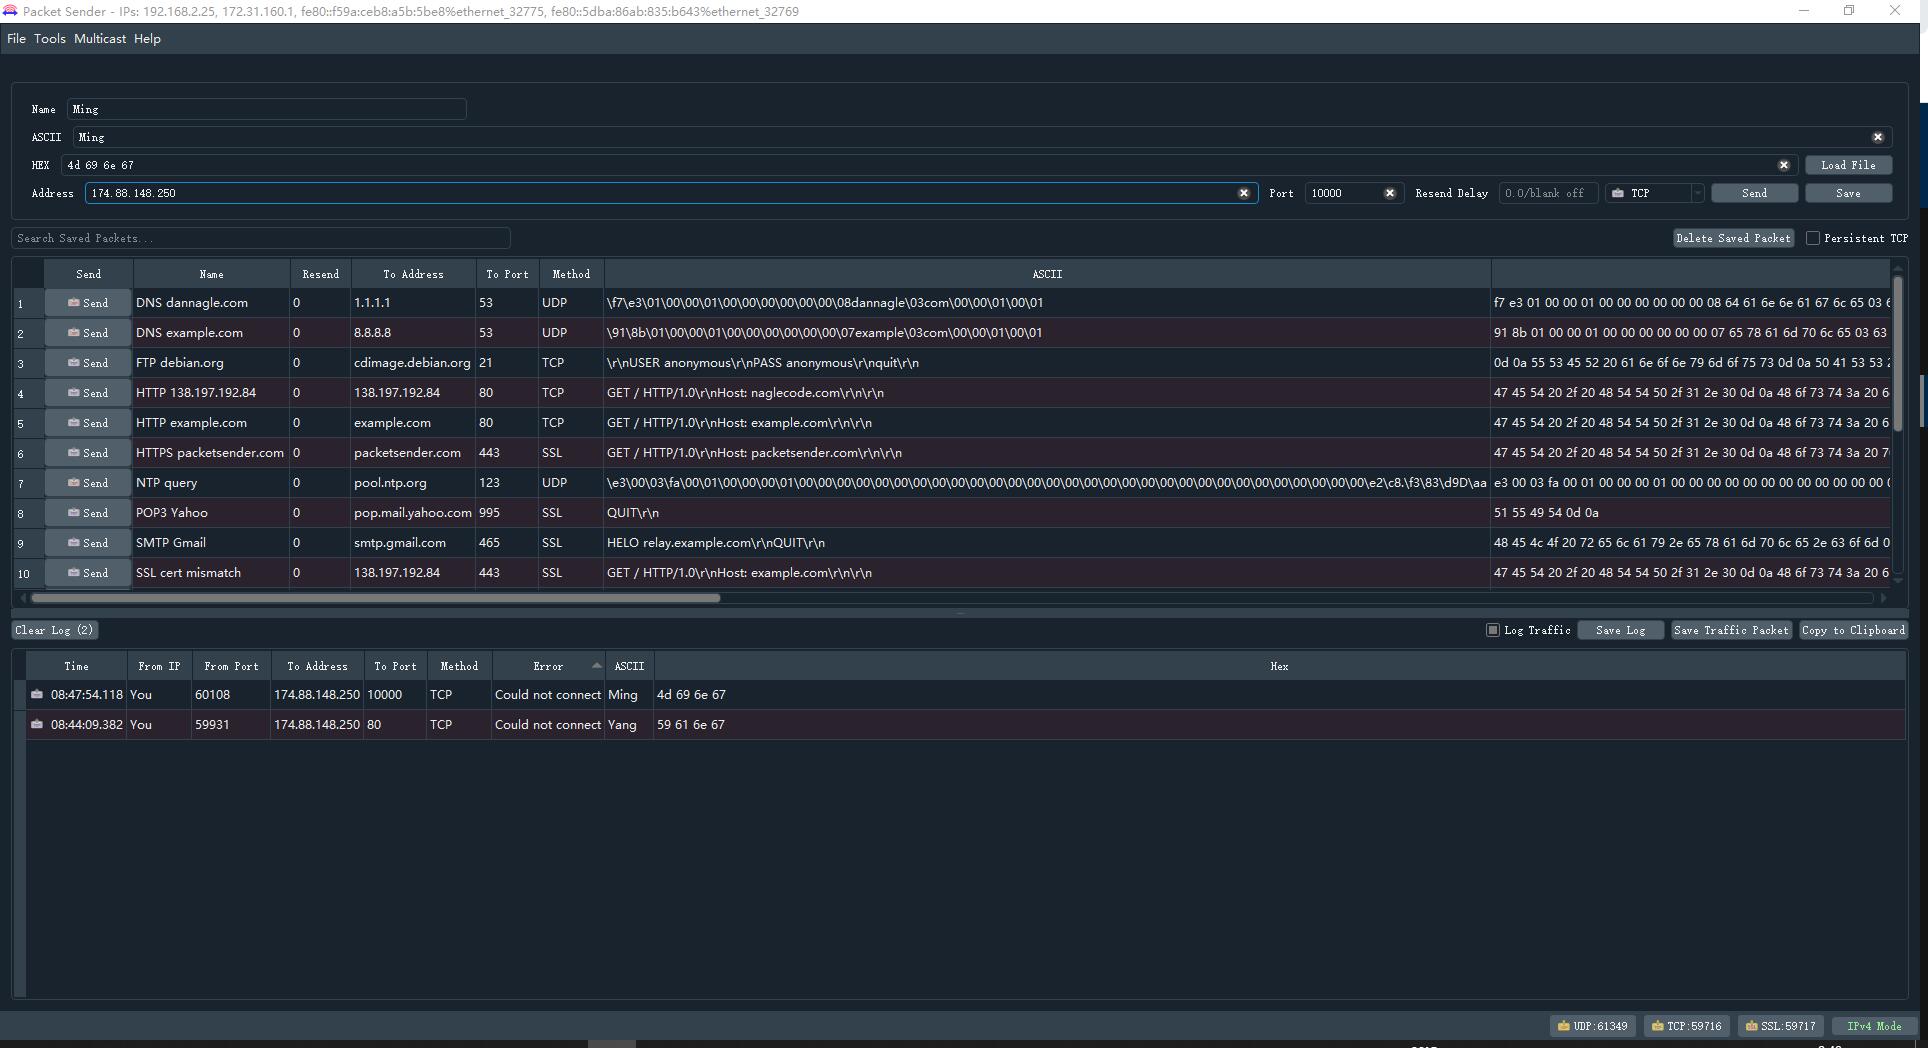 Packet Sender - IPs: 192.168.2.25, 172.31.160.1, fe80::f59a:ceb8:a5b:5be8%ethernet_32775, fe80::5dba:86ab:835:b643%ethernet_32769
File Tools Multicast Help
Name Ming
ASCII Ming
HEX 4d 69 6e 67 Load File
Address 174.88.148.250 Port 10000 Resend Delay 0.0/blank off TCP Send Save
Search Saved Packets... Delete Saved Packet Persistent TCP
Send Name Resend To Address To Port Method ASCII
1 Send DNS dannagle.com 0 1.1.1.1 53 UDP \f7\e3\01\00\00\01\00\00\00\00\00\00\08dannagle\03com\00\00\01\00\01 f7 e3 01 00 00 01 00 00 00 00 00 00 08 64 61 6e 6e 61 67 6c 65 03 6
2 Send DNS example.com 0 8.8.8.8 53 UDP \91\8b\01\00\00\01\00\00\00\00\00\00\07example\03com\00\00\01\00\01 91 8b 01 00 00 01 00 00 00 00 00 00 07 65 78 61 6d 70 6c 65 03 63
3 Send FTP debian.org 0 cdimage.debian.org 21 TCP \r\nUSER anonymous\r\nPASS anonymous\r\nquit\r\n 0d 0a 55 53 45 52 20 61 6e 6f 6e 79 6d 6f 75 73 0d 0a 50 41 53 53 2
4 Send HTTP 138.197.192.84 0 138.197.192.84 80 TCP GET / HTTP/1.0\r\nHost: naglecode.com\r\n\r\n 47 45 54 20 2f 20 48 54 54 50 2f 31 2e 30 0d 0a 48 6f 73 74 3a 20 6
5 Send HTTP example.com 0 example.com 80 TCP GET / HTTP/1.0\r\nHost: example.com\r\n\r\n 47 45 54 20 2f 20 48 54 54 50 2f 31 2e 30 0d 0a 48 6f 73 74 3a 20 6
6 Send HTTPS packetsender.com 0 packetsender.com 443 SSL GET / HTTP/1.0\r\nHost: packetsender.com\r\n\r\n 47 45 54 20 2f 20 48 54 54 50 2f 31 2e 30 0d 0a 48 6f 73 74 3a 20 7
7 Send NTP query 0 pool.ntp.org 123 UDP \e3\00\03\fa\00\01\00\00\00\01\00\00\00\00\00\00\00\00\00\00\00\00\00\00\00\00\00\00\00\00\00\00\00\00\00\00\00\00\00\00\e2\c8.\f3\83\d9D\aa e3 00 03 fa 00 01 00 00 00 01 00 00 00 00 00 00 00 00 00 00 00 00
8 Send POP3 Yahoo 0 pop.mail.yahoo.com 995 SSL QUIT\r\n 51 55 49 54 0d 0a
9 Send SMTP Gmail 0 smtp.gmail.com 465 SSL HELO relay.example.com\r\nQUIT\r\n 48 45 4c 4f 20 72 65 6c 61 79 2e 65 78 61 6d 70 6c 65 2e 63 6f 6d 0
10 Send SSL cert mismatch 0 138.197.192.84 443 SSL GET / HTTP/1.0\r\nHost: example.com\r\n\r\n 47 45 54 20 2f 20 48 54 54 50 2f 31 2e 30 0d 0a 48 6f 73 74 3a 20 6
Clear Log (2) Log Traffic Save Log Save Traffic Packet Copy to Clipboard
Time From IP From Port To Address To Port Method Error ASCII Hex
08:47:54.118 You 60108 174.88.148.250 10000 TCP Could not connect Ming 4d 69 6e 67
08:44:09.382 You 59931 174.88.148.250 80 TCP Could not connect Yang 59 61 6e 67
UDP:61349 TCP:59716 SSL:59717 IPv4 Mode